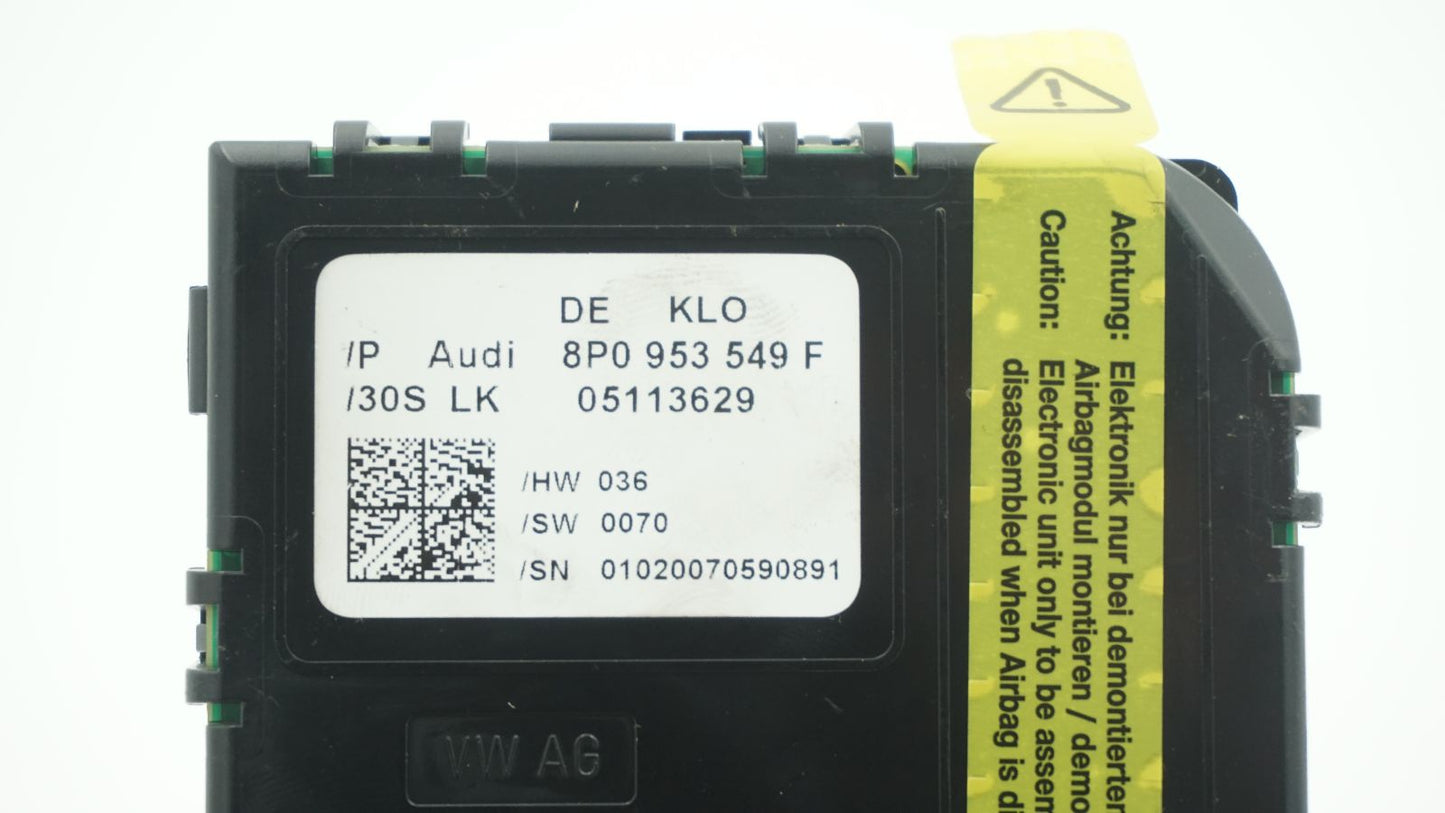 DE KLO
/P Audi 8P0 953 549 F
/30S LK 05113629
/HW 036
/SW 0070
/SN 01020070590891
VW AG
Achtung: Elektronik nur bei demontierter
Airbagmodul montieren / demo
Caution: Electronic unit only to be assem
disassembled when Airbag is di